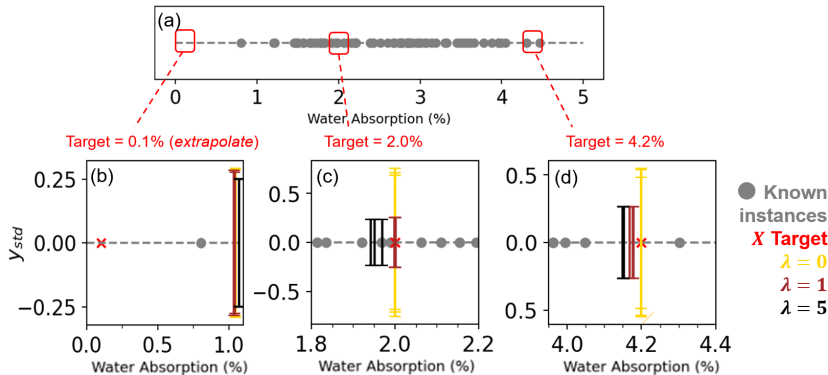 (a)
0 1 2 3 4 5
Water Absorption (%)
Target = 0.1% (extrapolate)
Target = 2.0%
Target = 4.2%
(b)
0.25
0.00
−0.25
y_std
0.0 0.5 1.0
Water Absorption (%)
(c)
0.5
0.0
−0.5
1.8 2.0 2.2
Water Absorption (%)
(d)
0.5
0.0
0.5
4.0 4.2 4.4
Water Absorption (%)
Known
instances
X Target
λ = 0
λ = 1
λ = 5